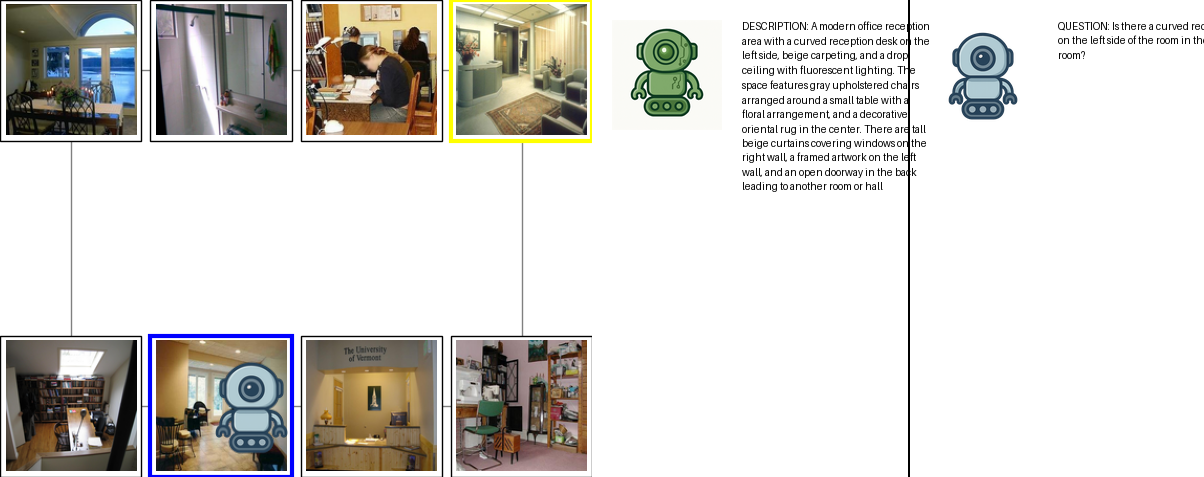 DESCRIPTION: A modern office reception
area with a curved reception desk on the
left side, beige carpeting, and a drop
ceiling with fluorescent lighting. The
space features gray upholstered chairs
arranged around a small table with a
floral arrangement, and a decorative
oriental rug in the center. There are tall
beige curtains covering windows on the
right wall, a framed artwork on the left
wall, and an open doorway in the back
leading to another room or hall
QUESTION: Is there a curved rec
on the left side of the room in the
room?
The University
of Vermont